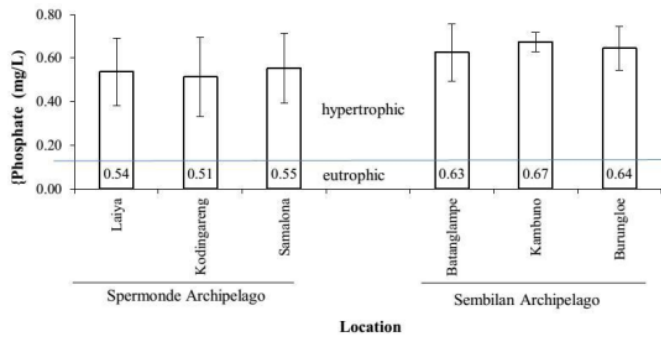 {Phosphate (mg/L)
0.80
0.60
0.40
0.20
0.00
hypertrophic
eutrophic
0.54
0.51
0.55
0.63
0.67
0.64
Laiya
Kodingareng
Samalona
Batanglampe
Kambuno
Burungloe
Spermonde Archipelago
Sembilan Archipelago
Location